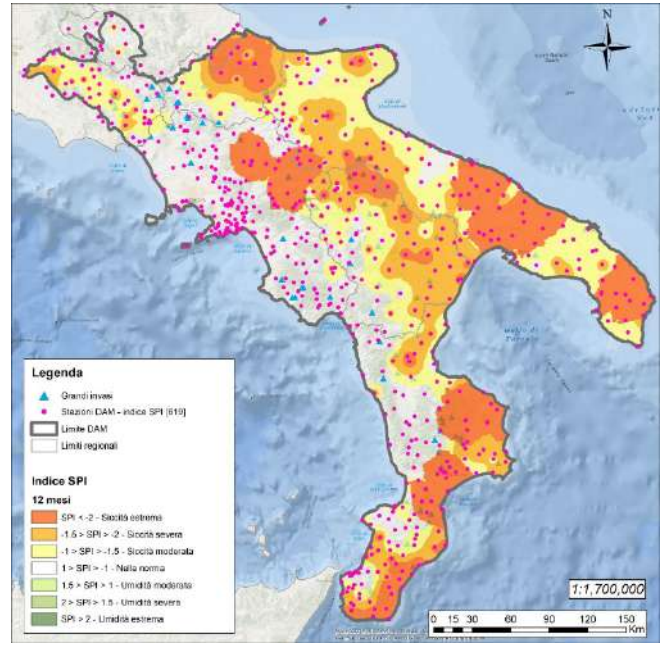 N
Legenda
Grandi invasi
Stazioni DAM - indice SPI [619]
Limite DAM
Limiti regionali
Indice SPI
12 mesi
SPI < -2 - Siccità estrema
-1.5 > SPI > -2 - Siccità severa
-1 > SPI > -1.5 - Siccità moderata
1 > SPI > -1 - Nella norma
1.5 > SPI > 1 - Umidità moderata
2 > SPI > 1.5 - Umidità severa
SPI > 2 - Umidità estrema
1:1,700,000
0 15 30 60 90 120 150
Km